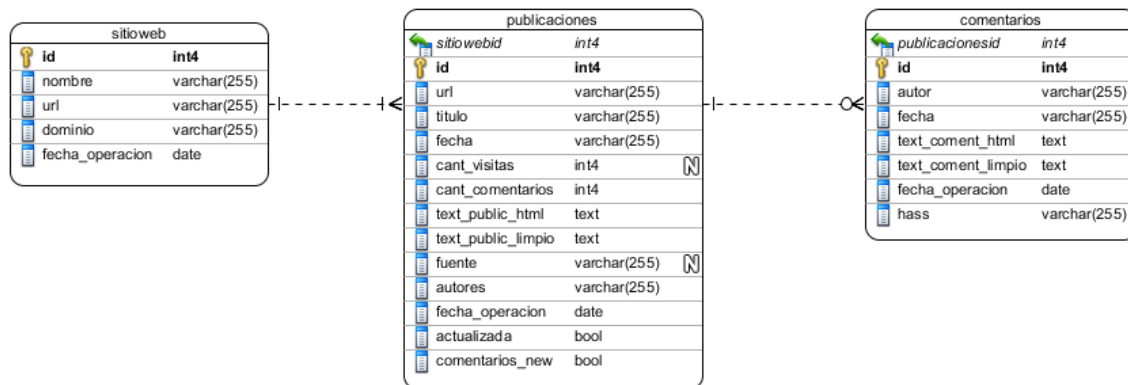 sitioweb
id int4
nombre varchar(255)
url varchar(255)
dominio varchar(255)
fecha_operacion date
publicaciones
sitiowebid int4
id int4
url varchar(255)
titulo varchar(255)
fecha varchar(255)
cant_visitas int4 N
cant_comentarios int4
text_public_html text
text_public_limpio text
fuente varchar(255) N
autores varchar(255)
fecha_operacion date
actualizada bool
comentarios_new bool
comentarios
publicacionesid int4
id int4
autor varchar(255)
fecha varchar(255)
text_coment_html text
text_coment_limpio text
fecha_operacion date
hass varchar(255)